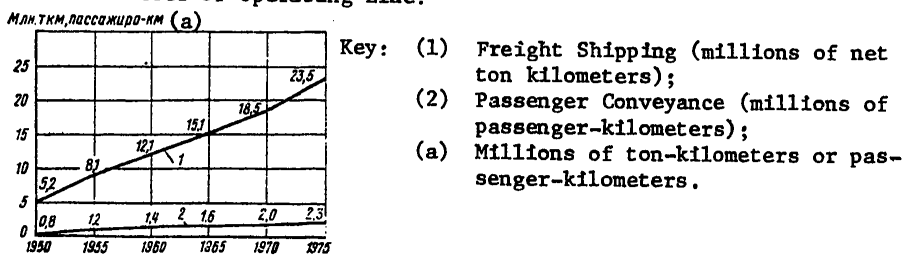 operating Line.
Млн.ткм,пассажиро-км (a)
25
20
15
10
5
0
5,2
8,1
12,1
1
15,1
18,5
23,5
0,8
1,2
1,4
2
1,6
2,0
2,3
1950 1955 1960 1965 1970 1975
Key: (1) Freight Shipping (millions of net
ton kilometers);
(2) Passenger Conveyance (millions of
passenger-kilometers);
(a) Millions of ton-kilometers or pas-
senger-kilometers.